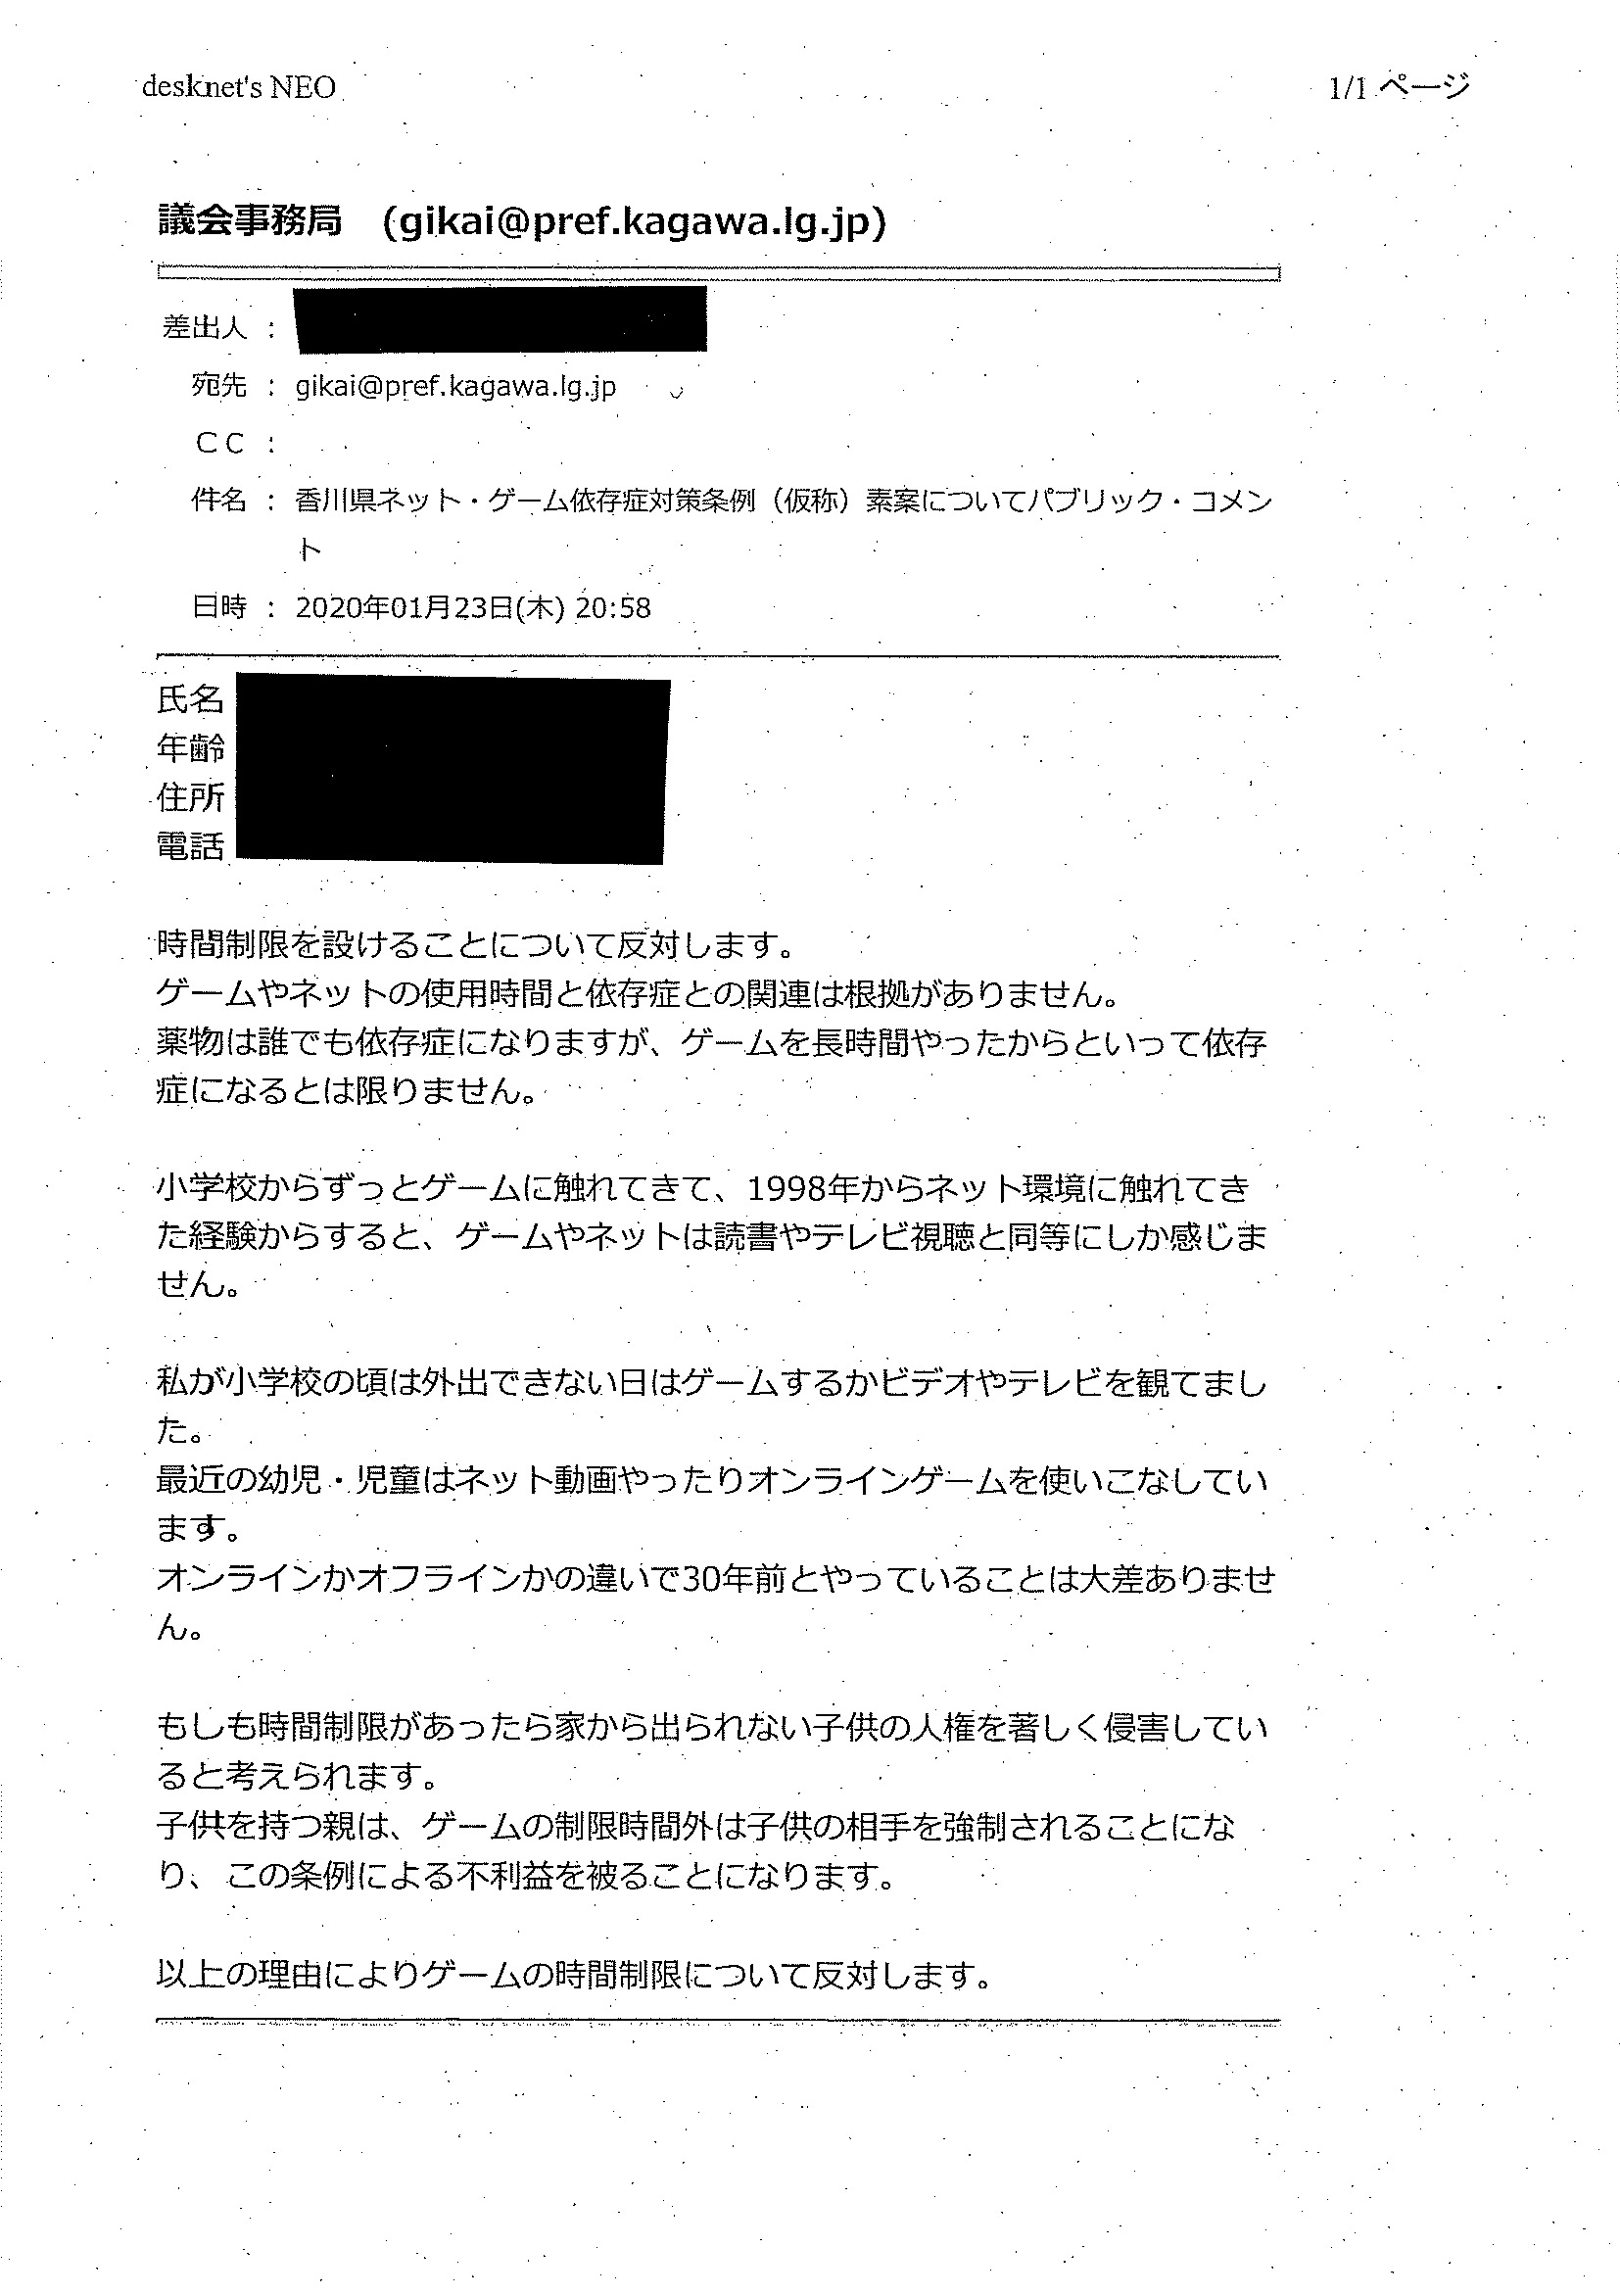 desknet's NEO
1/1 ページ
議会事務局 (gikai@pref.kagawa.lg.jp)
差出人 :
宛先 : gikai@pref.kagawa.lg.jp
ＣＣ :
件名 : 香川県ネット・ゲーム依存症対策条例（仮称）素案についてパブリック・コメン
ト
日時 : 2020年01月23日(木) 20:58
氏名
年齢
住所
電話
時間制限を設けることについて反対します。
ゲームやネットの使用時間と依存症との関連は根拠がありません。
薬物は誰でも依存症になりますが、ゲームを長時間やったからといって依存
症になるとは限りません。
小学校からずっとゲームに触れてきて、1998年からネット環境に触れてき
た経験からすると、ゲームやネットは読書やテレビ視聴と同等にしか感じま
せん。
私が小学校の頃は外出できない日はゲームするかビデオやテレビを観てまし
た。
最近の幼児・児童はネット動画やったりオンラインゲームを使いこなしてい
ます。
オンラインかオフラインかの違いで30年前とやっていることは大差ありませ
ん。
もしも時間制限があったら家から出られない子供の人権を著しく侵害してい
ると考えられます。
子供を持つ親は、ゲームの制限時間外は子供の相手を強制されることにな
り、この条例による不利益を被ることになります。
以上の理由によりゲームの時間制限について反対します。